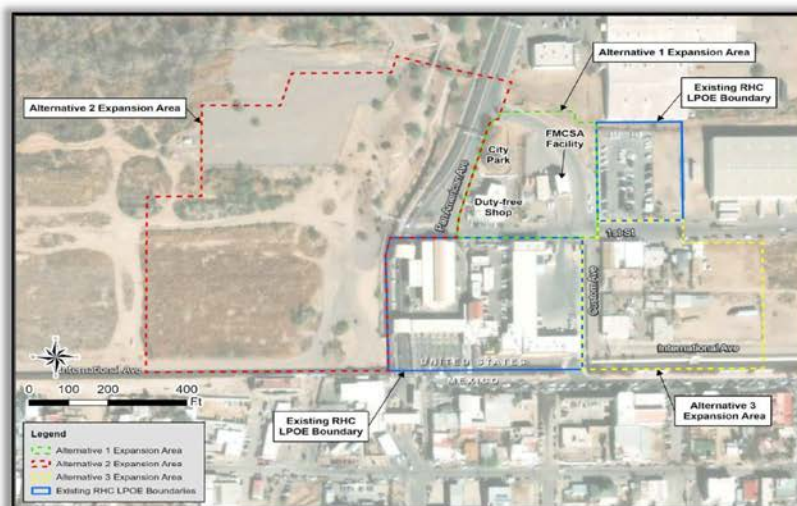 Alternative 1 Expansion Area
Existing RHC
LPOE Boundary
Alternative 2 Expansion Area
City
Park
FMCSA
Facility
Pan American Ave
Duty-free
Shop
1st St
Custom Ave
International Ave
International Ave
UNITED STATES
MEXICO
0 100 200 400
Ft
Existing RHC
LPOE Boundary
Alternative 3
Expansion Area
Legend
Alternative 1 Expansion Area
Alternative 2 Expansion Area
Alternative 3 Expansion Area
Existing RHC LPOE Boundaries